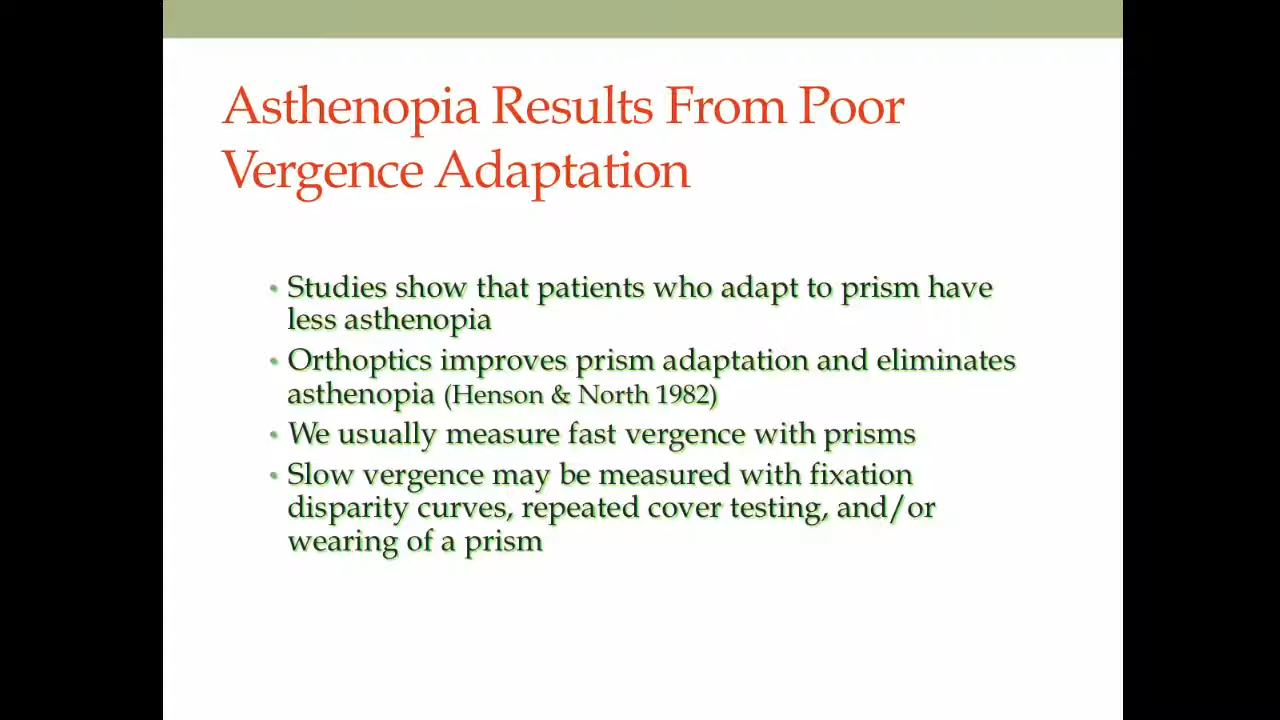 Asthenopia Results From Poor
Vergence Adaptation
• Studies show that patients who adapt to prism have
less asthenopia
• Orthoptics improves prism adaptation and eliminates
asthenopia (Henson & North 1982)
• We usually measure fast vergence with prisms
• Slow vergence may be measured with fixation
disparity curves, repeated cover testing, and/or
wearing of a prism